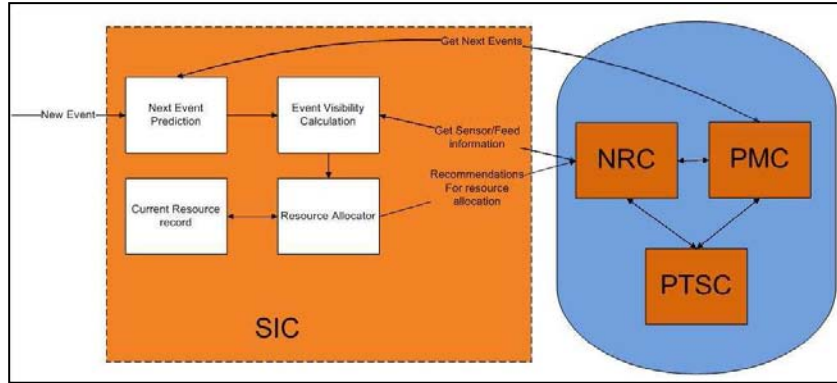 Get Next Events
New Event
Next Event
Prediction
Event Visibility
Calculation
Get Sensor/Feed
information
NRC
PMC
Recommendations
For resource
allocation
Current Resource
record
Resource Allocator
PTSC
SIC